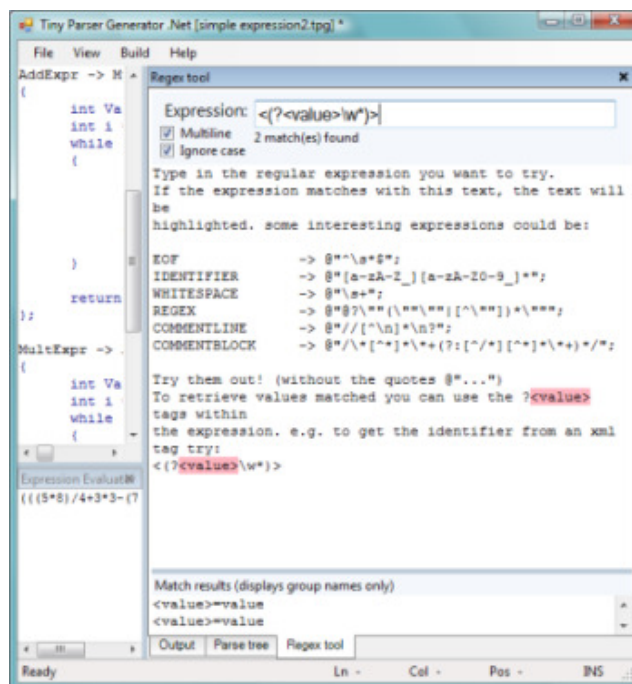 Tiny Parser Generator .Net [simple expression2.tpg] *
File View Build Help
AddExpr -> M
{
int Va
int i
while
{
}
return
};
MultExpr -> .
{
int Va
int i
while
{
Expression Evaluat
(((5*8)/4+3*3-(7
Regex tool
Expression: <(?<value>\w*)>
Multiline 2 match(es) found
Ignore case
Type in the regular expression you want to try.
If the expression matches with this text, the text will
be
highlighted. some interesting expressions could be:
EOF -> @"^\s*$";
IDENTIFIER -> @"[a-zA-Z_][a-zA-Z0-9_]*";
WHITESPACE -> @"\s+";
REGEX -> @"@?\""(\""\""|[^\""])*\""";
COMMENTLINE -> @"//[^\n]*\n?";
COMMENTBLOCK -> @"/\*[^*]*\*+(?:[^/*][^*]*\*+)*/";
Try them out! (without the quotes @"...")
To retrieve values matched you can use the ?<value>
tags within
the expression. e.g. to get the identifier from an xml
tag try:
<(?<value>\w*)>
Match results (displays group names only)
<value>=value
<value>=value
Output Parse tree Regex tool
Ready Ln - Col - Pos - INS